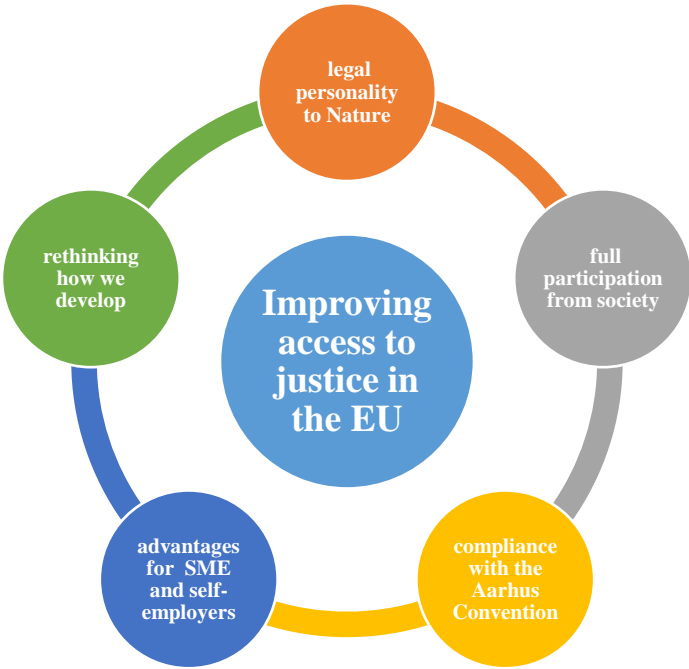 legal
personality
to Nature
rethinking
how we
develop
full
participation
from society
Improving
access to
justice in
the EU
advantages
for SME
and self-
employers
compliance
with the
Aarhus
Convention